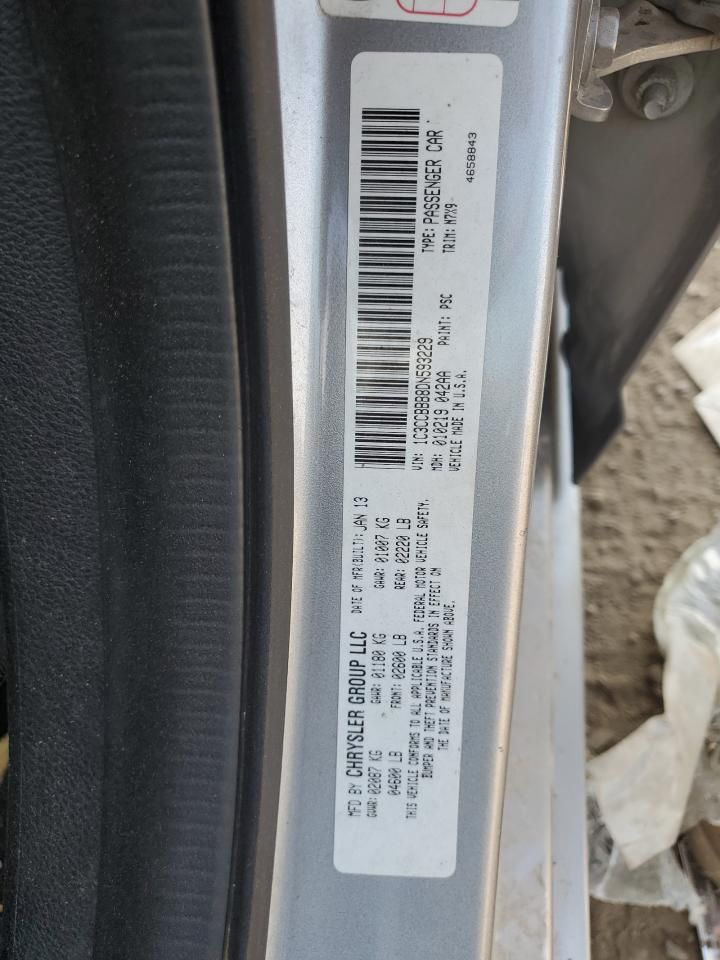 MFD BY CHRYSLER GROUP LLC
DATE OF MFR(BUILT): JAN 13
GVWR: 02087 KG
GAWR: 01180 KG
GAWR: 01007 KG
04600 LB
FRONT: 02600 LB
REAR: 02220 LB
THIS VEHICLE CONFORMS TO ALL APPLICABLE U.S.A. FEDERAL MOTOR VEHICLE SAFETY,
BUMPER AND THEFT PREVENTION STANDARDS IN EFFECT ON
THE DATE OF MANUFACTURE SHOWN ABOVE.
VIN: 1C3CCBBB8DN593229
TYPE: PASSENGER CAR
MDH: 010219 042AA
PAINT: PSC
TRIM: N7X9
VEHICLE MADE IN U.S.A.
4658843